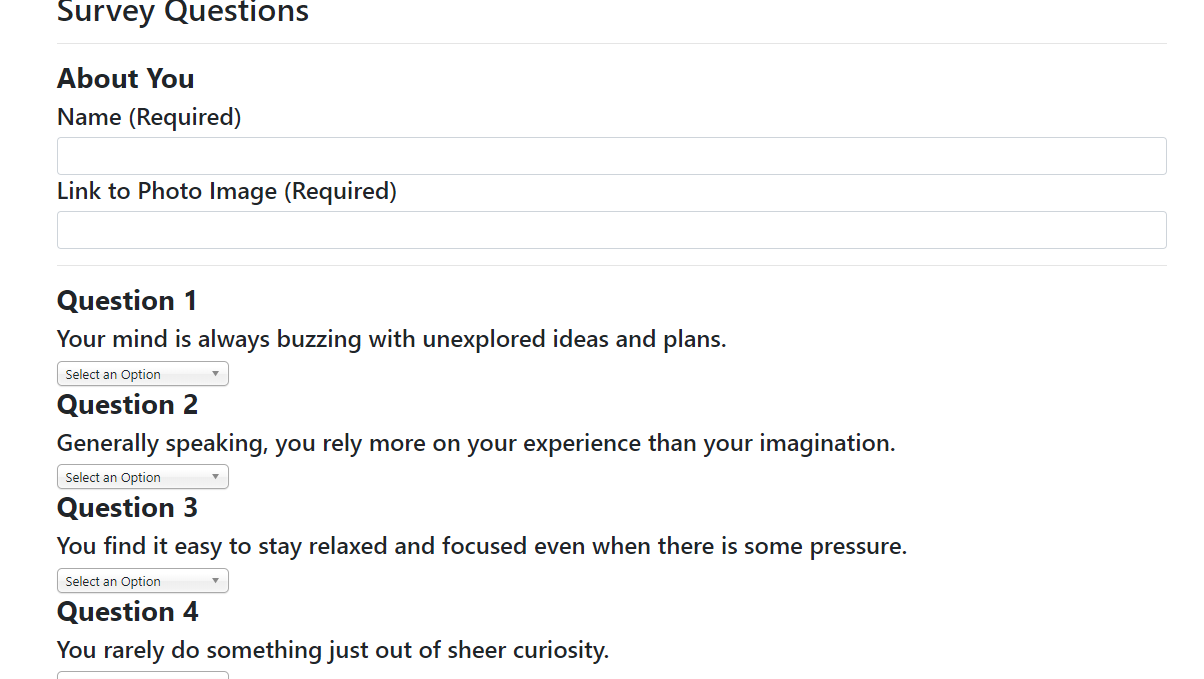 Survey Questions
About You
Name (Required)
Link to Photo Image (Required)
Question 1
Your mind is always buzzing with unexplored ideas and plans.
Select an Option
Question 2
Generally speaking, you rely more on your experience than your imagination.
Select an Option
Question 3
You find it easy to stay relaxed and focused even when there is some pressure.
Select an Option
Question 4
You rarely do something just out of sheer curiosity.